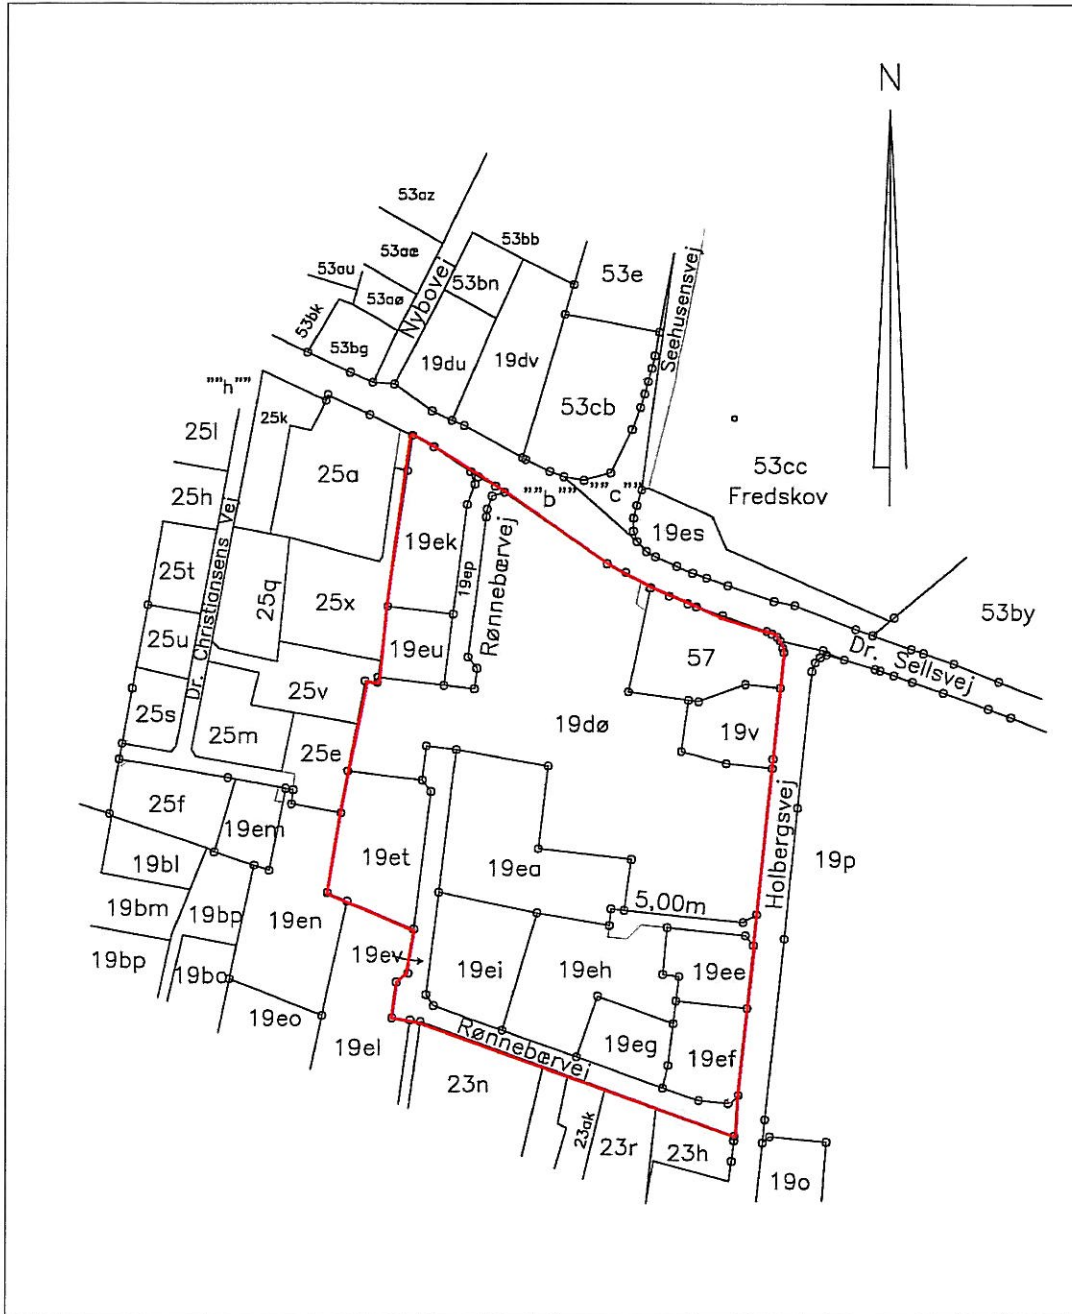 N
53az
53bb
53aæ
53au
53bn
53e
53aø
Nybovej
Seehusensvej
53bk
53bg
19du
19dv
""h""
53cb
25k
25l
25a
53cc
Fredskov
25h
""b""
""c""
19es
19ek
25t
19ep
Rønnebærvej
Dr. Christiansens Vej
25q
25x
53by
25u
19eu
57
Dr. Sellsvej
25v
25s
25m
19dø
19v
25e
25f
19em
19et
19ea
Holbergsvej
19p
19bl
5,00m
19bm
19bp
19en
19ev
19ei
19eh
19ee
19bp
19bo
19eo
19el
Rønnebærvej
19eg
19ef
23n
23ak
23r
23h
19o